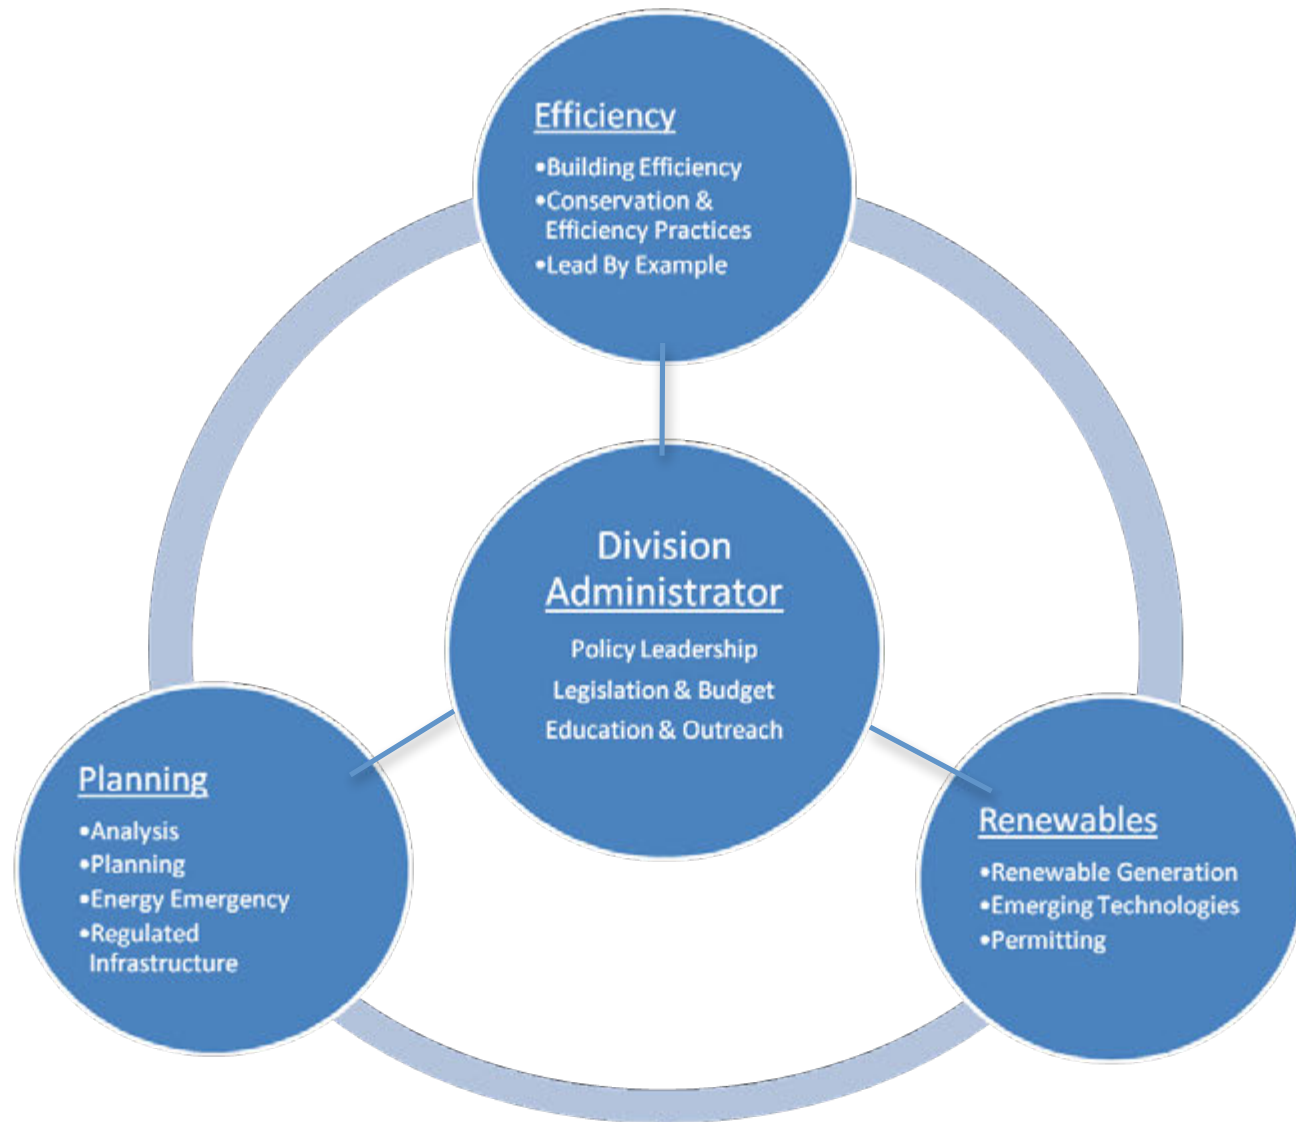 Efficiency
•Building Efficiency
•Conservation &
Efficiency Practices
•Lead By Example
Division
Administrator
Policy Leadership
Legislation & Budget
Education & Outreach
Planning
•Analysis
•Planning
•Energy Emergency
•Regulated
Infrastructure
Renewables
•Renewable Generation
•Emerging Technologies
•Permitting